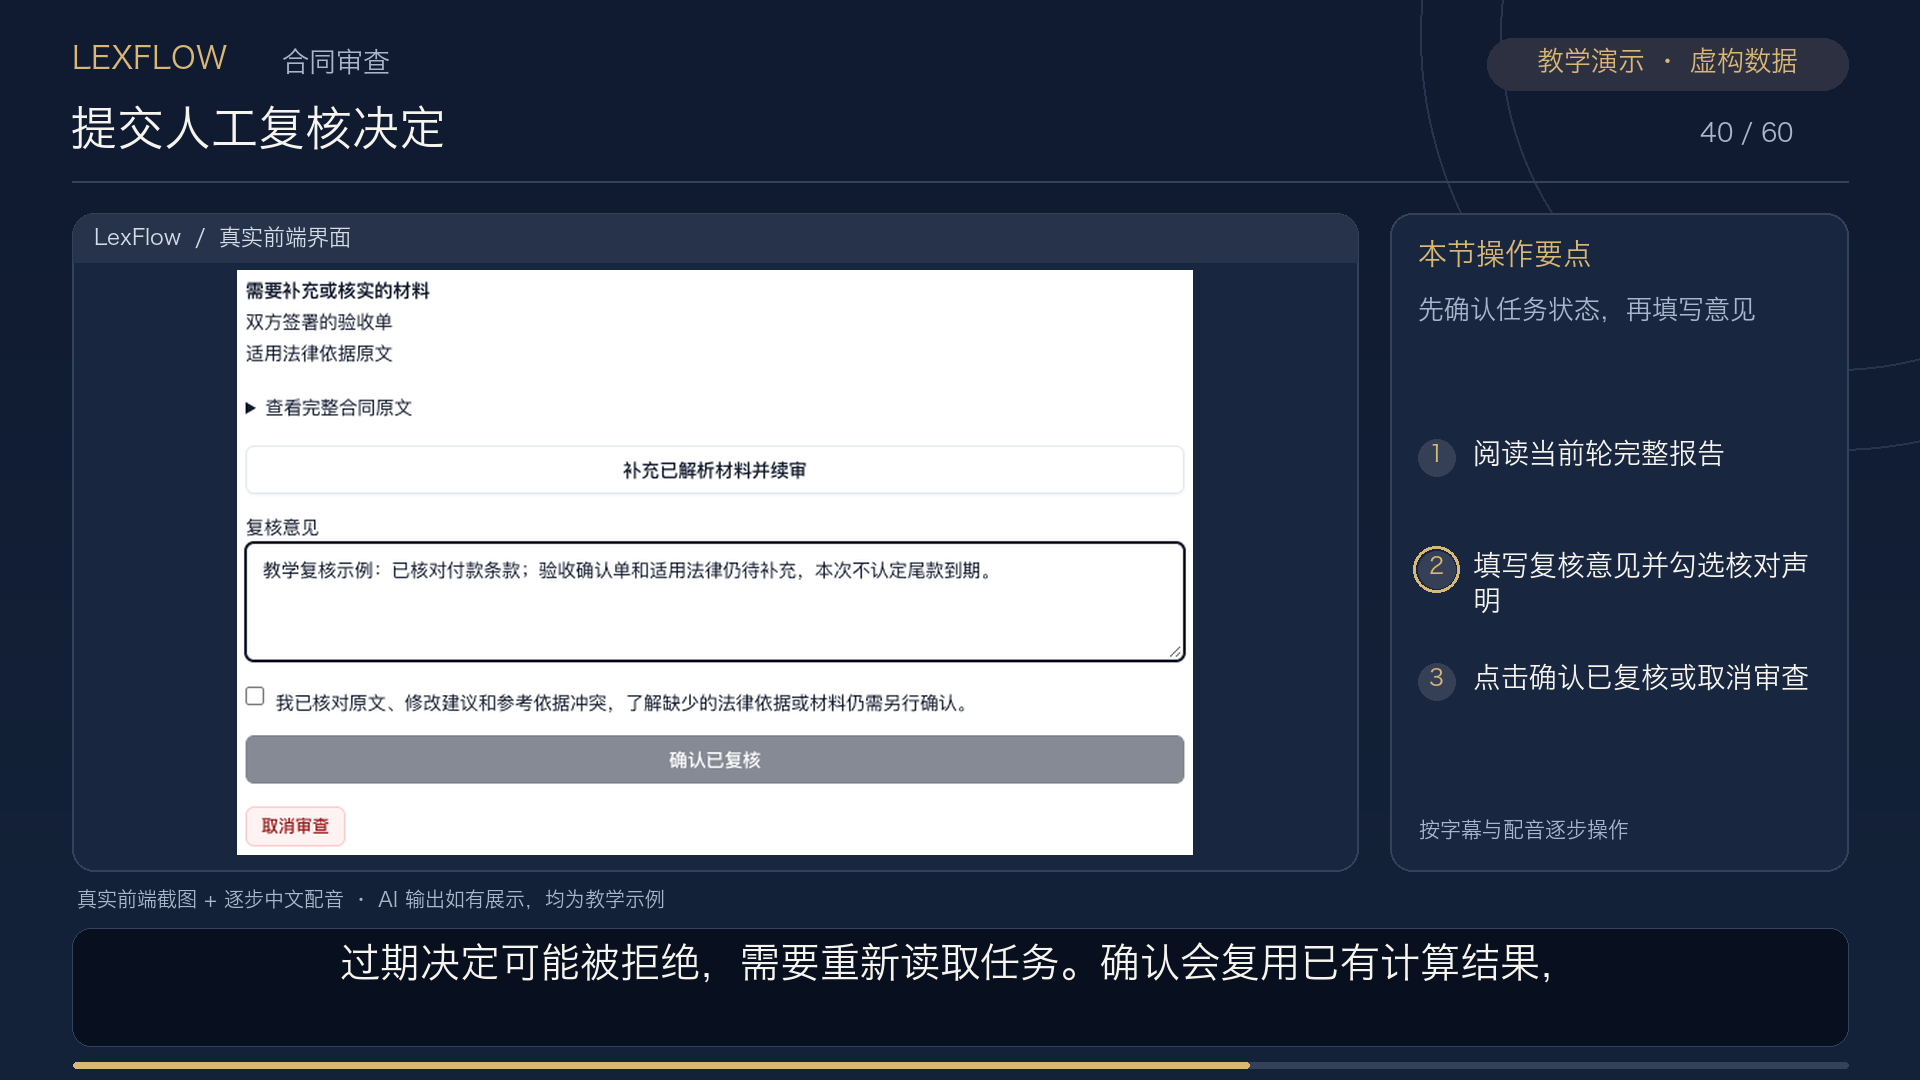 LEXFLOW 合同审查
教学演示 · 虚构数据
提交人工复核决定
40 / 60
LexFlow / 真实前端界面
需要补充或核实的材料
双方签署的验收单
适用法律依据原文
▶ 查看完整合同原文
补充已解析材料并续审
复核意见
教学复核示例：已核对付款条款；验收确认单和适用法律仍待补充，本次不认定尾款到期。
我已核对原文、修改建议和参考依据冲突，了解缺少的法律依据或材料仍需另行确认。
确认已复核
取消审查
本节操作要点
先确认任务状态，再填写意见
1 阅读当前轮完整报告
2 填写复核意见并勾选核对声
明
3 点击确认已复核或取消审查
按字幕与配音逐步操作
真实前端截图 + 逐步中文配音 · AI 输出如有展示，均为教学示例
过期决定可能被拒绝，需要重新读取任务。确认会复用已有计算结果，